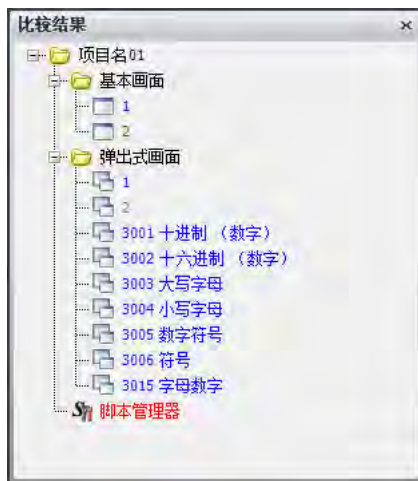 比较结果
项目名01
基本画面
1
2
弹出式画面
1
2
3001 十进制 （数字）
3002 十六进制 （数字）
3003 大写字母
3004 小写字母
3005 数字符号
3006 符号
3015 字母数字
脚本管理器